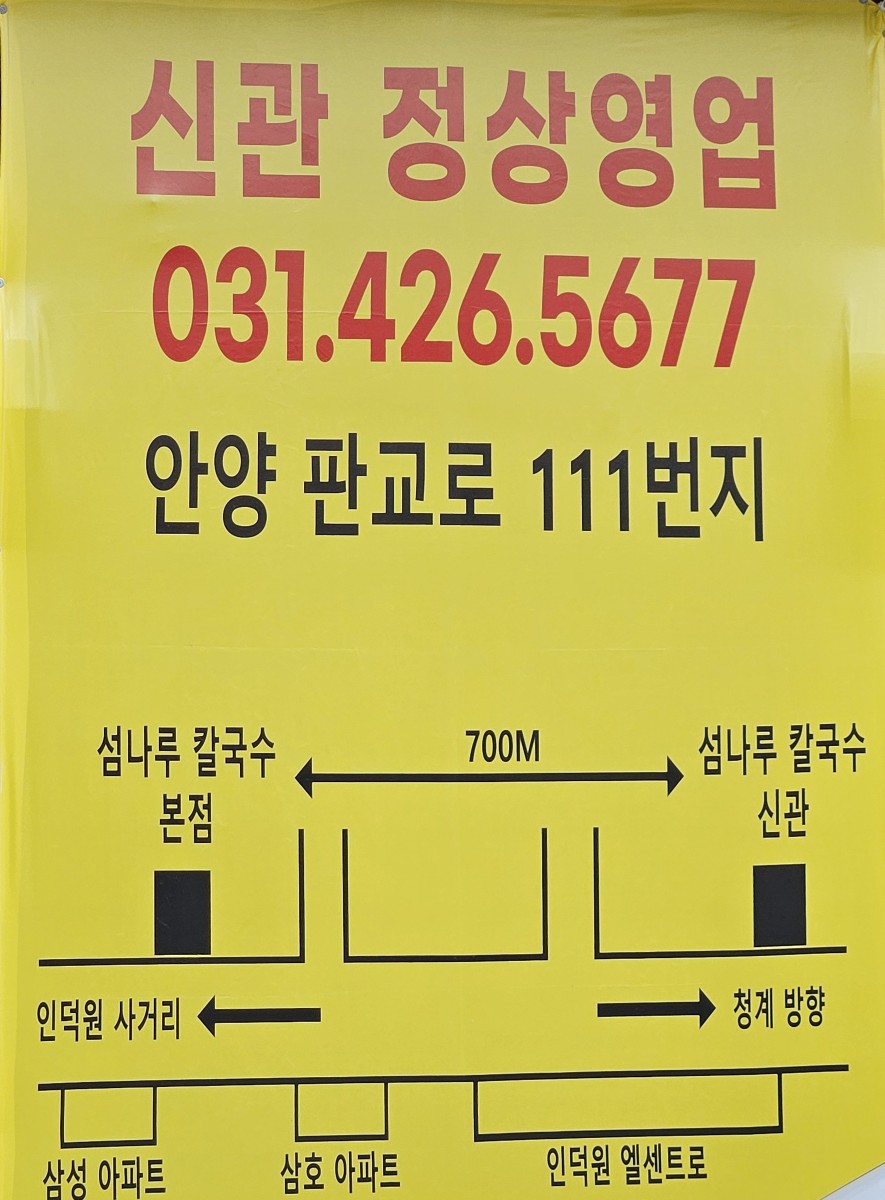 신관 정상영업
031.426.5677
안양 판교로 111번지
섬나루 칼국수
본점
700M
섬나루 칼국수
신관
인덕원 사거리
청계 방향
삼성 아파트
삼호 아파트
인덕원 엘센트로